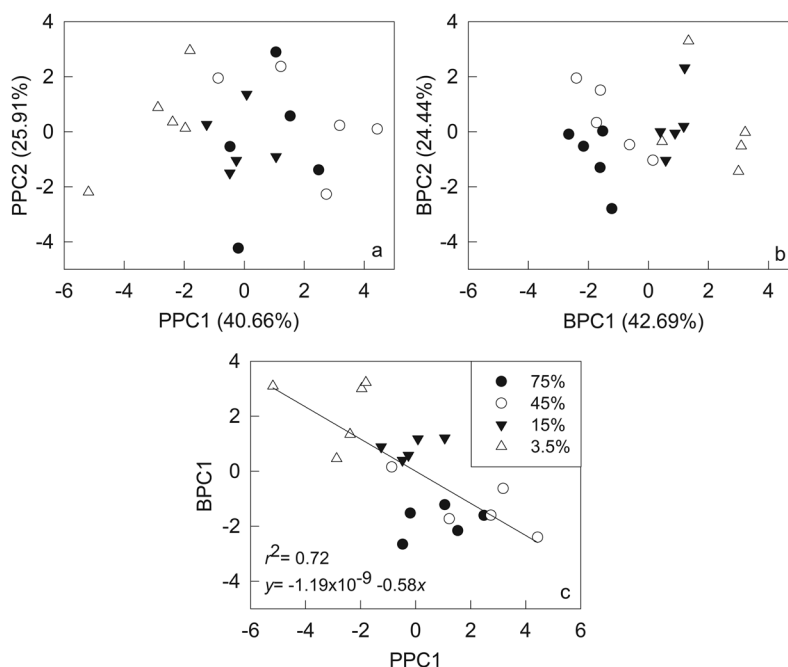 4
2
0
-2
-4
PPC2 (25.91%)
a
-6 -4 -2 0 2 4
PPC1 (40.66%)
4
2
0
-2
-4
BPC2 (24.44%)
b
-6 -4 -2 0 2 4
BPC1 (42.69%)
4
2
0
-2
-4
BPC1
75%
45%
15%
3.5%
r²= 0.72
y= -1.19x10⁻⁹ -0.58x
c
-6 -4 -2 0 2 4 6
PPC1